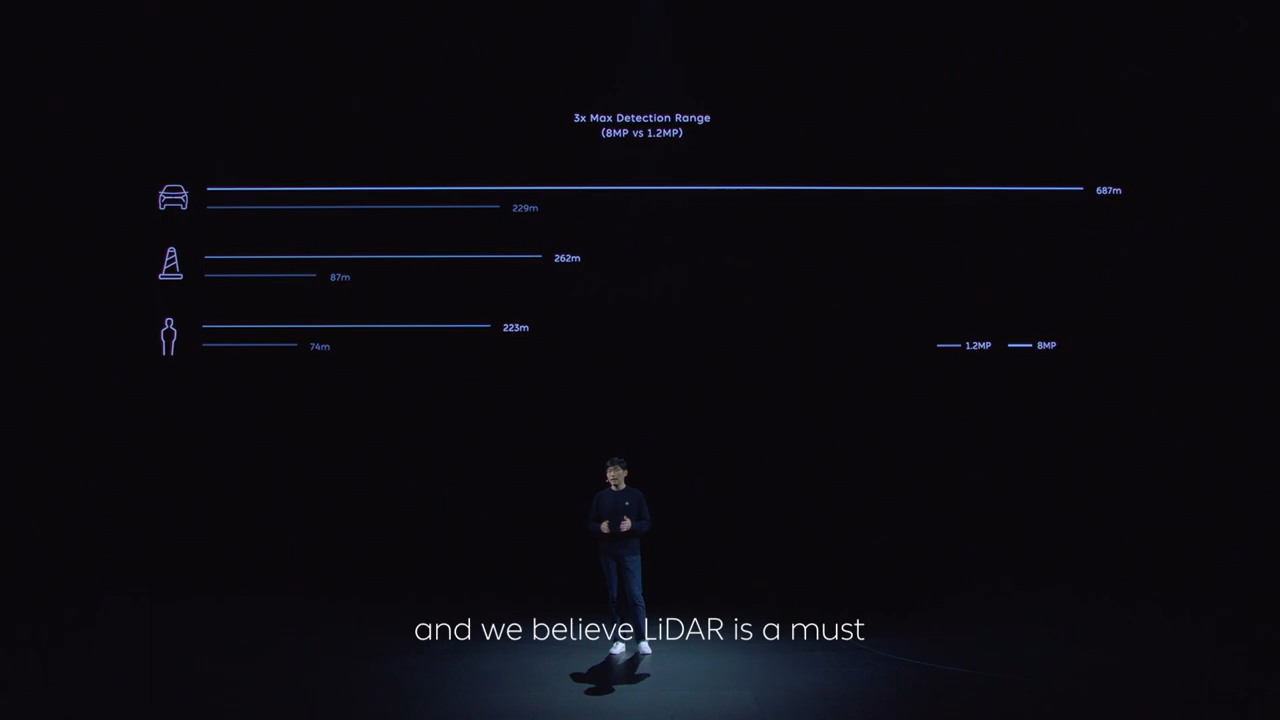 3x Max Detection Range
(8MP vs 1.2MP)
687m
229m
262m
87m
223m
74m
1.2MP
8MP
and we believe LiDAR is a must